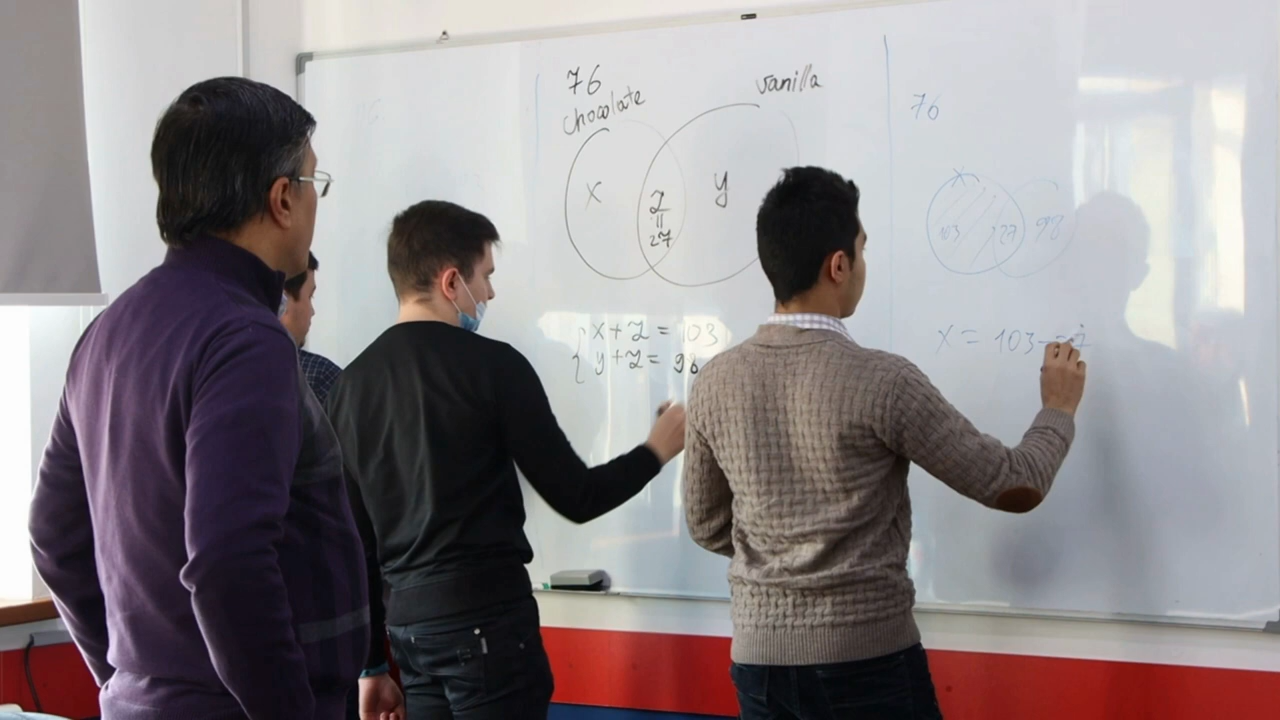 76
chocolate
vanilla
x
Z
||
27
y
x + Z = 103
y + Z = 98
76
x
103
27
98
x = 103 -